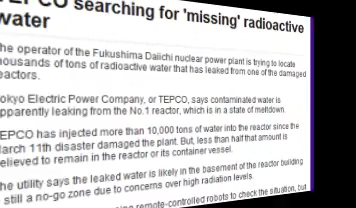 TEPCO searching for 'missing' radioactive
water
The operator of the Fukushima Daiichi nuclear power plant is trying to locate
thousands of tons of radioactive water that has leaked from one of the damaged
reactors.
Tokyo Electric Power Company, or TEPCO, says contaminated water is
apparently leaking from the No.1 reactor, which is in a state of meltdown.
TEPCO has injected more than 10,000 tons of water into the reactor since the
March 11th disaster damaged the plant. But, less than half that amount is
believed to remain in the reactor or its container vessel.
The utility says the leaked water is likely in the basement of the reactor building
still a no-go zone due to concerns over high radiation levels.
remote-controlled robots to check the situation, but